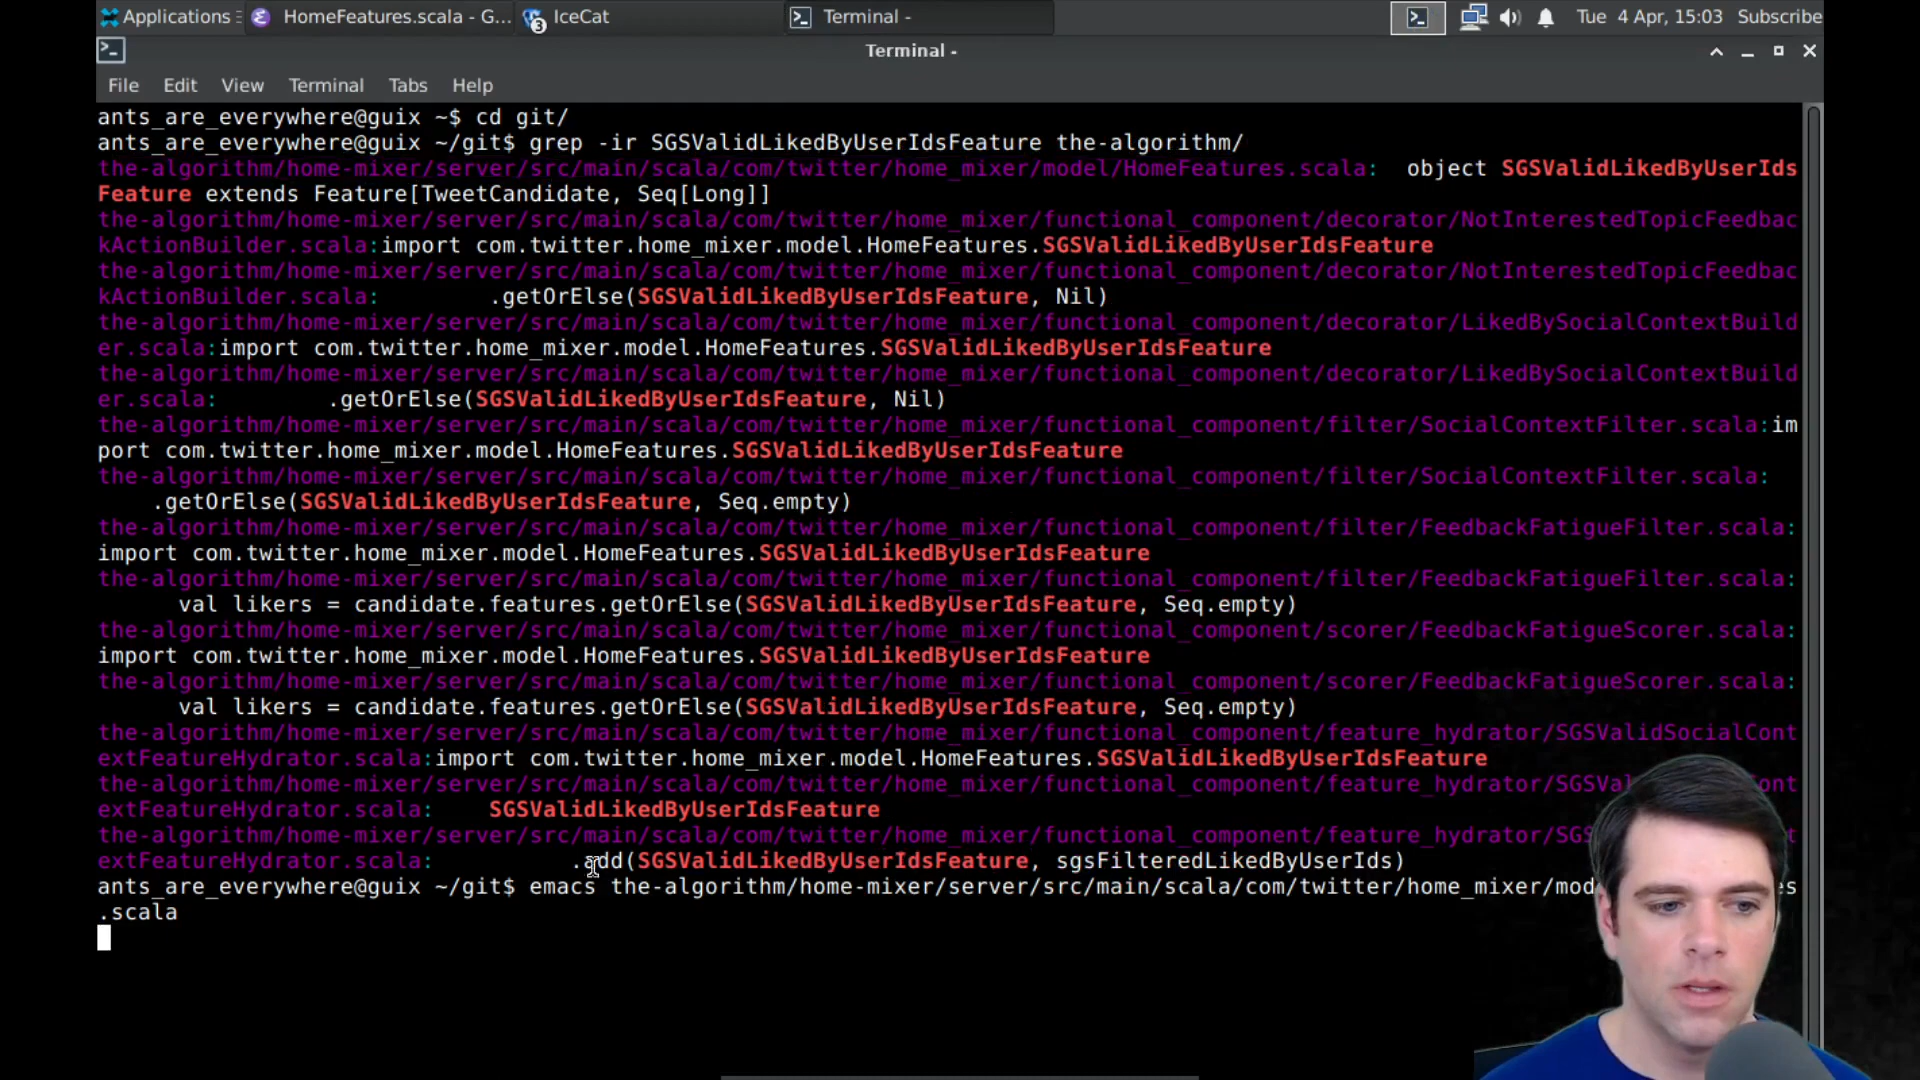 Applications HomeFeatures.scala - G... 3 IceCat Terminal - Tue 4 Apr, 15:03 Subscribe
Terminal -
File Edit View Terminal Tabs Help
ants_are_everywhere@guix ~$ cd git/
ants_are_everywhere@guix ~/git$ grep -ir SGSValidLikedByUserIdsFeature the-algorithm/
the-algorithm/home-mixer/server/src/main/scala/com/twitter/home_mixer/model/HomeFeatures.scala:  object SGSValidLikedByUserIds
Feature extends Feature[TweetCandidate, Seq[Long]]
the-algorithm/home-mixer/server/src/main/scala/com/twitter/home_mixer/functional_component/decorator/NotInterestedTopicFeedbac
kActionBuilder.scala:import com.twitter.home_mixer.model.HomeFeatures.SGSValidLikedByUserIdsFeature
the-algorithm/home-mixer/server/src/main/scala/com/twitter/home_mixer/functional_component/decorator/NotInterestedTopicFeedbac
kActionBuilder.scala:        .getOrElse(SGSValidLikedByUserIdsFeature, Nil)
the-algorithm/home-mixer/server/src/main/scala/com/twitter/home_mixer/functional_component/decorator/LikedBySocialContextBuild
er.scala:import com.twitter.home_mixer.model.HomeFeatures.SGSValidLikedByUserIdsFeature
the-algorithm/home-mixer/server/src/main/scala/com/twitter/home_mixer/functional_component/decorator/LikedBySocialContextBuild
er.scala:        .getOrElse(SGSValidLikedByUserIdsFeature, Nil)
the-algorithm/home-mixer/server/src/main/scala/com/twitter/home_mixer/functional_component/filter/SocialContextFilter.scala:im
port com.twitter.home_mixer.model.HomeFeatures.SGSValidLikedByUserIdsFeature
the-algorithm/home-mixer/server/src/main/scala/com/twitter/home_mixer/functional_component/filter/SocialContextFilter.scala:
    .getOrElse(SGSValidLikedByUserIdsFeature, Seq.empty)
the-algorithm/home-mixer/server/src/main/scala/com/twitter/home_mixer/functional_component/filter/FeedbackFatigueFilter.scala:
import com.twitter.home_mixer.model.HomeFeatures.SGSValidLikedByUserIdsFeature
the-algorithm/home-mixer/server/src/main/scala/com/twitter/home_mixer/functional_component/filter/FeedbackFatigueFilter.scala:
      val likers = candidate.features.getOrElse(SGSValidLikedByUserIdsFeature, Seq.empty)
the-algorithm/home-mixer/server/src/main/scala/com/twitter/home_mixer/functional_component/scorer/FeedbackFatigueScorer.scala:
import com.twitter.home_mixer.model.HomeFeatures.SGSValidLikedByUserIdsFeature
the-algorithm/home-mixer/server/src/main/scala/com/twitter/home_mixer/functional_component/scorer/FeedbackFatigueScorer.scala:
      val likers = candidate.features.getOrElse(SGSValidLikedByUserIdsFeature, Seq.empty)
the-algorithm/home-mixer/server/src/main/scala/com/twitter/home_mixer/functional_component/feature_hydrator/SGSValidSocialCont
extFeatureHydrator.scala:import com.twitter.home_mixer.model.HomeFeatures.SGSValidLikedByUserIdsFeature
the-algorithm/home-mixer/server/src/main/scala/com/twitter/home_mixer/functional_component/feature_hydrator/SGSVa ont
extFeatureHydrator.scala:    SGSValidLikedByUserIdsFeature
the-algorithm/home-mixer/server/src/main/scala/com/twitter/home_mixer/functional_component/feature_hydrator/SGS t
extFeatureHydrator.scala:          .add(SGSValidLikedByUserIdsFeature, sgsFilteredLikedByUserIds)
ants_are_everywhere@guix ~/git$ emacs the-algorithm/home-mixer/server/src/main/scala/com/twitter/home_mixer/mod s
.scala